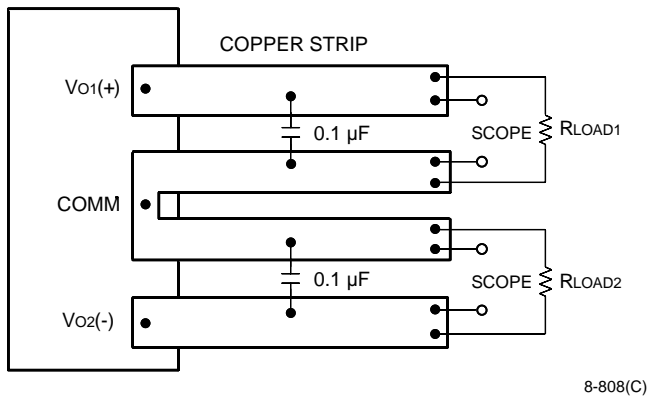 COPPER STRIP
VO1(+)
0.1 µF
SCOPE
RLOAD1
COMM
0.1 µF
SCOPE
RLOAD2
VO2(-)
8-808(C)